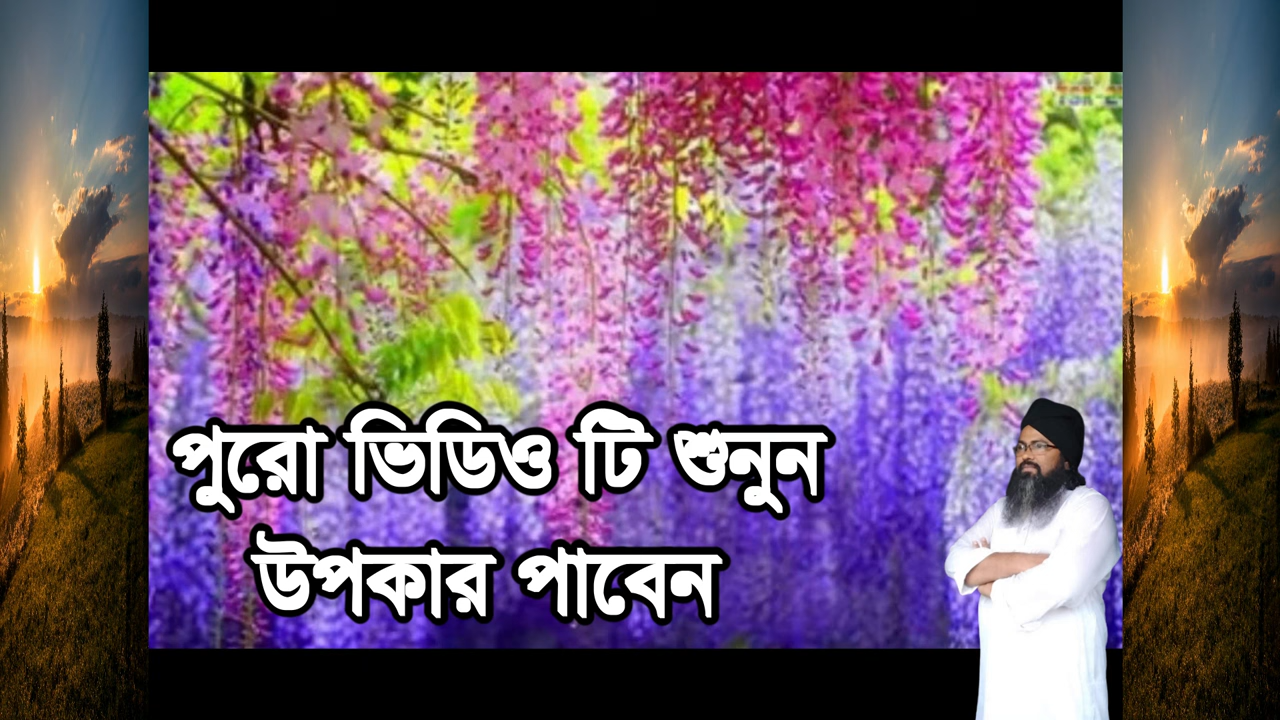 পুরো ভিডিও টি শুনুন
উপকার পাবেন